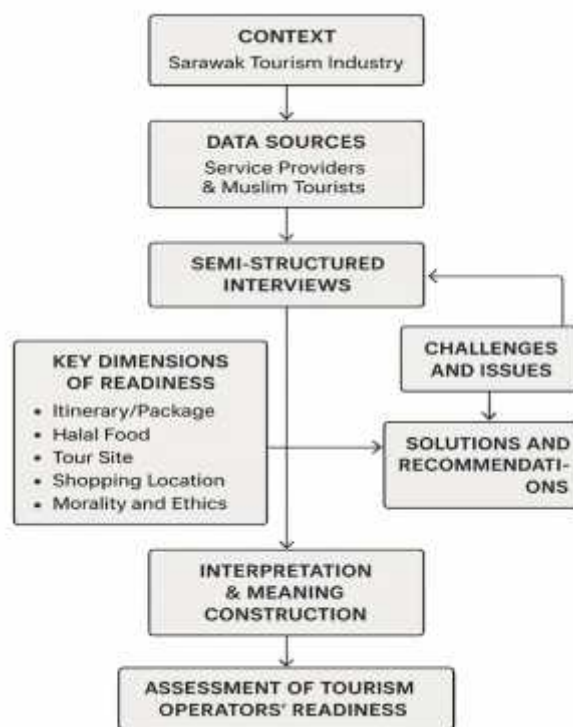 CONTEXT
Sarawak Tourism Industry
DATA SOURCES
Service Providers
& Muslim Tourists
SEMI-STRUCTURED
INTERVIEWS
KEY DIMENSIONS
OF READINESS
• Itinerary/Package
• Halal Food
• Tour Site
• Shopping Location
• Morality and Ethics
CHALLENGES
AND ISSUES
SOLUTIONS AND
RECOMMENDATI-
ONS
INTERPRETATION
& MEANING
CONSTRUCTION
ASSESSMENT OF TOURISM
OPERATORS' READINESS